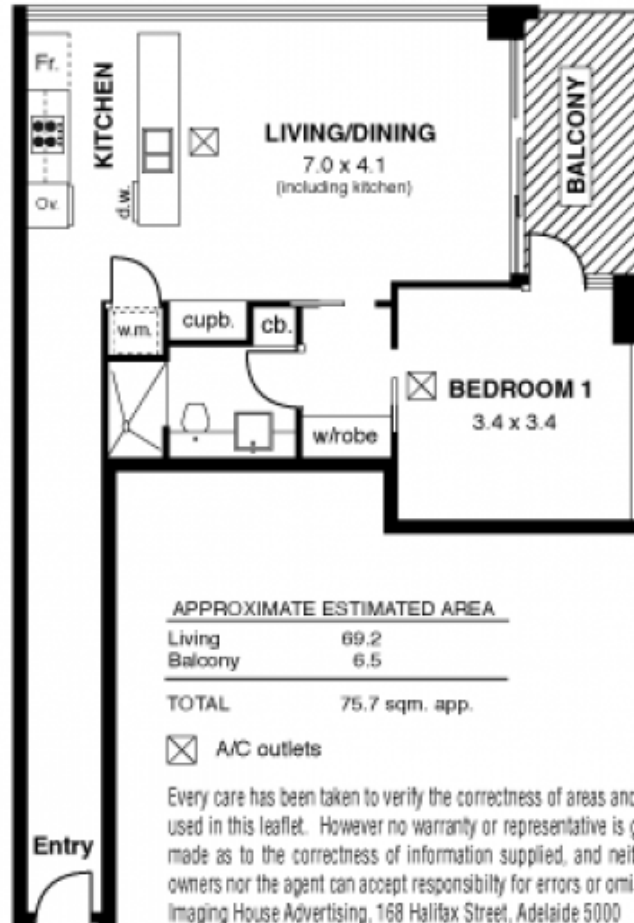 Fr.
KITCHEN
Ov.
d.w.
LIVING/DINING
7.0 x 4.1
(including kitchen)
BALCONY
w.m.
cupb.
cb.
BEDROOM 1
3.4 x 3.4
w/robe
APPROXIMATE ESTIMATED AREA
Living 69.2
Balcony 6.5
TOTAL 75.7 sqm. app.
A/C outlets
Every care has been taken to verify the correctness of areas and
used in this leaflet. However no warranty or representative is
made as to the correctness of information supplied, and
owners nor the agent can accept responsibilty for errors or
Imaging House Advertising, 168 Halifax Street, Adelaide 5000
Entry